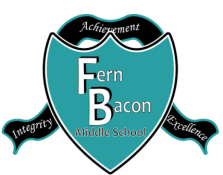 Achievement
Fern
Bacon
Middle School
Integrity
Excellence